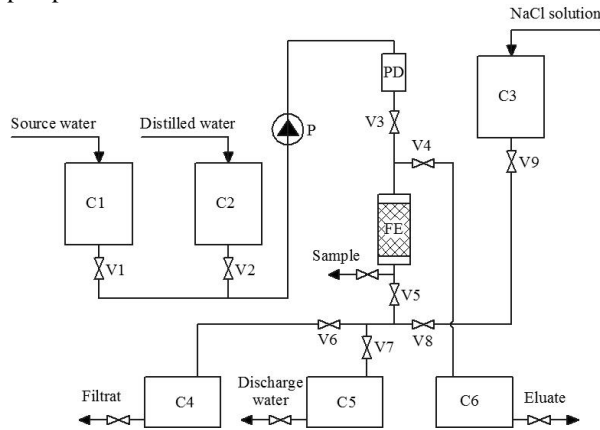 NaCl solution
PD
C3
Source water
Distilled water
P
V3
V4
V9
C1
C2
FE
Sample
V1
V2
V5
V6
V7
V8
Filtrat
C4
Discharge
water
C5
C6
Eluate